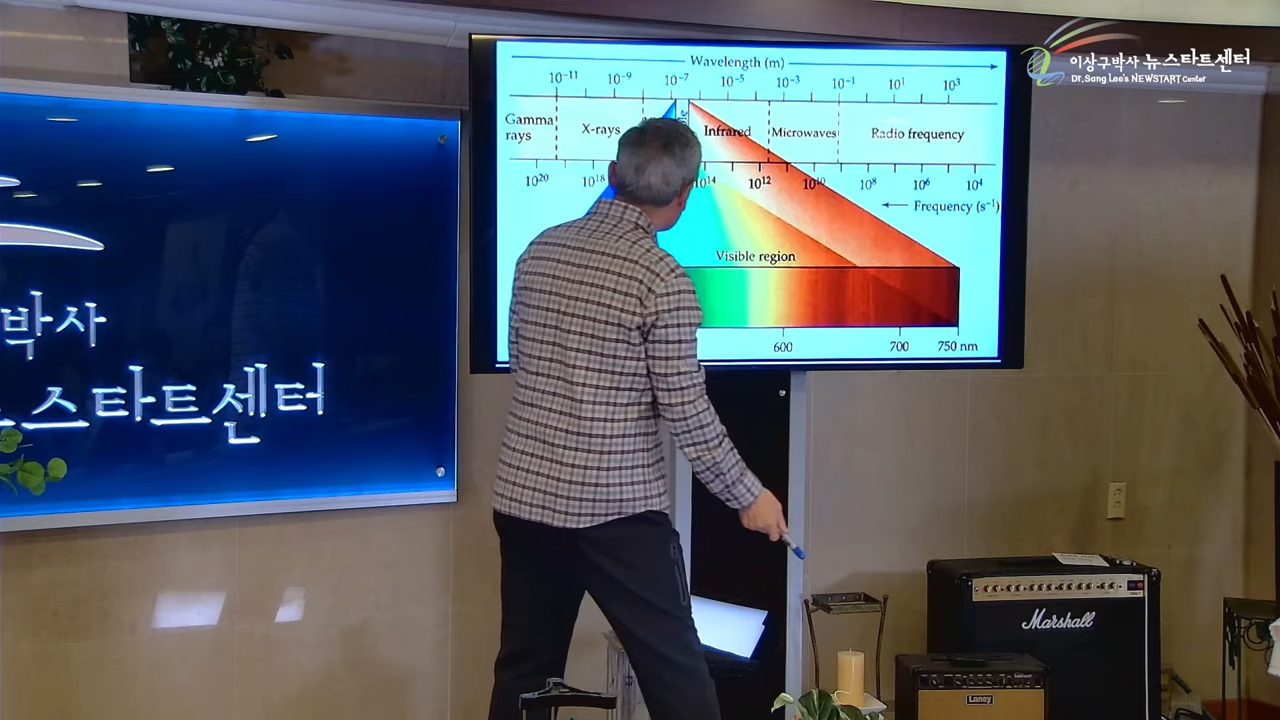 이상구박사 뉴스타트센터
Dr. Sang Lee's NEWSTART Center
Wavelength (m)
10⁻¹¹ 10⁻⁹ 10⁻⁷ 10⁻⁵ 10⁻³ 10⁻¹ 10¹ 10³
Gamma rays
X-rays
Infrared
Microwaves
Radio frequency
10²⁰ 10¹⁸ 10¹⁴ 10¹² 10¹⁰ 10⁸ 10⁶ 10⁴
Frequency (s⁻¹)
Visible region
600 700 750 nm
박사
스타트센터
Marshall
Laney